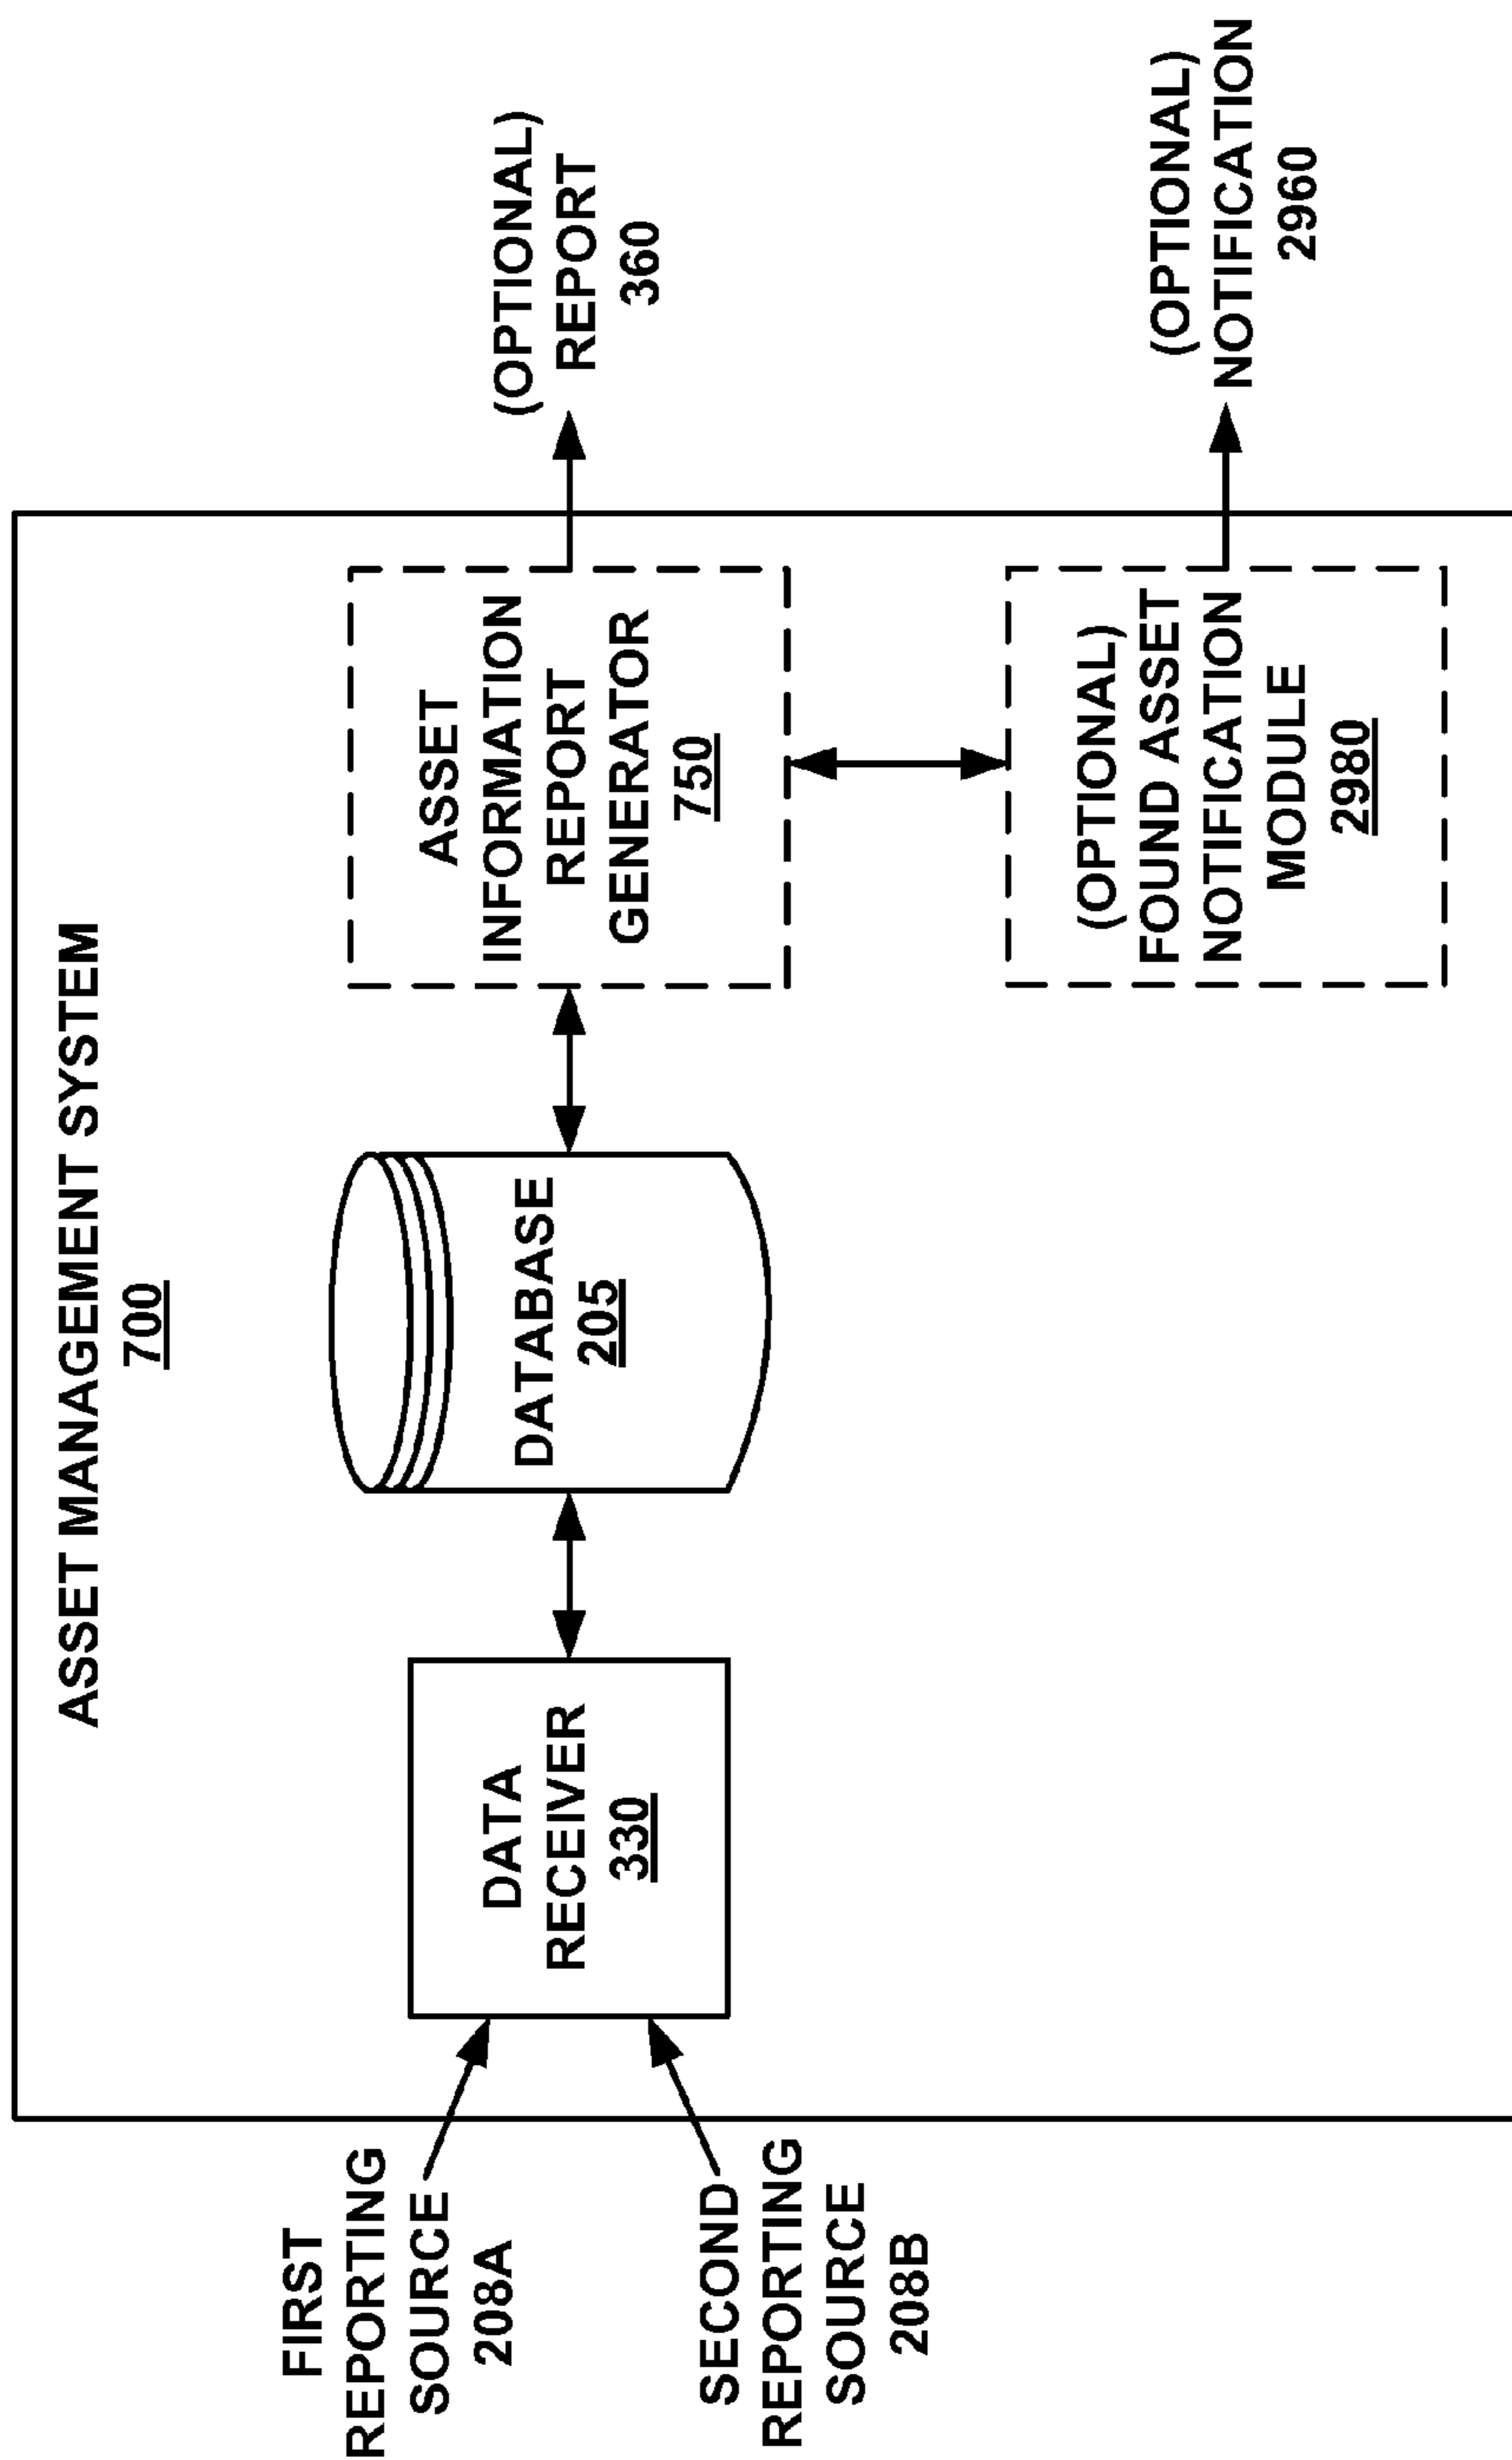 ASSET MANAGEMENT SYSTEM
700
FIRST
REPORTING
SOURCE
208A
SECOND
REPORTING
SOURCE
208B
DATA
RECEIVER
330
DATABASE
205
ASSET
INFORMATION
REPORT
GENERATOR
750
(OPTIONAL)
REPORT
360
(OPTIONAL)
FOUND ASSET
NOTIFICATION
MODULE
2980
(OPTIONAL)
NOTIFICATION
2960